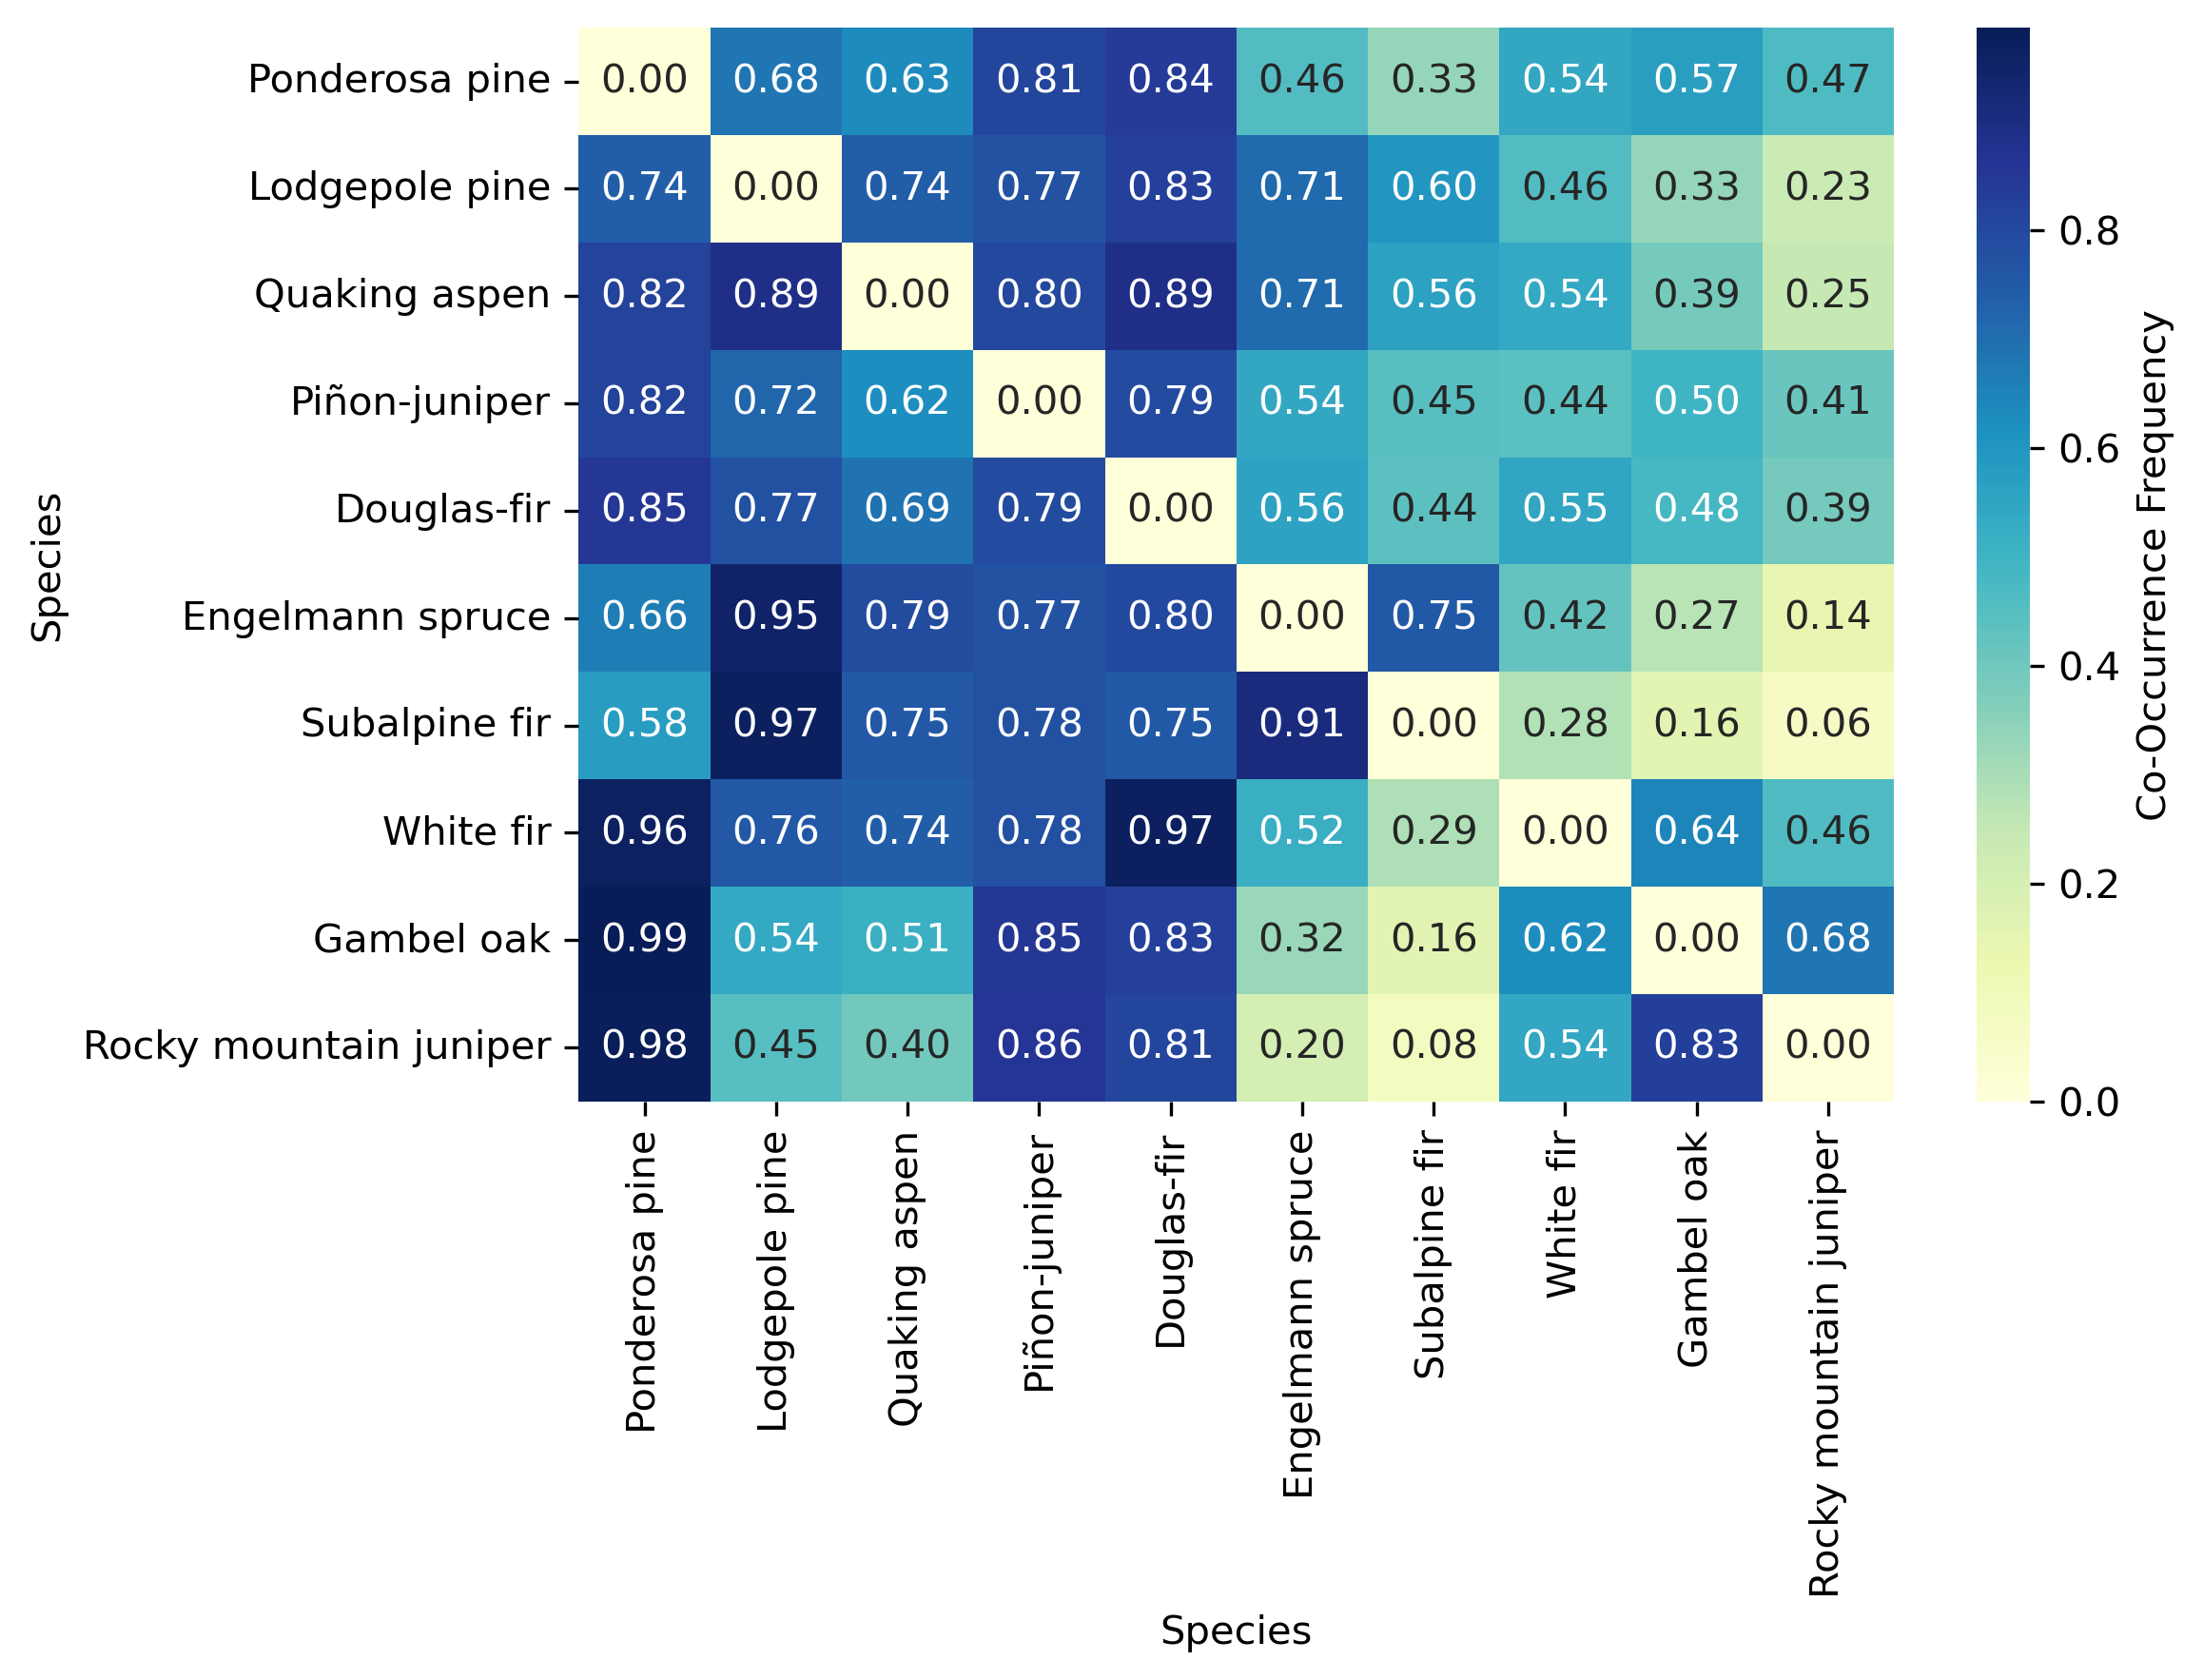 Ponderosa pine 0.00 0.68 0.63 0.81 0.84 0.46 0.33 0.54 0.57 0.47
Lodgepole pine 0.74 0.00 0.74 0.77 0.83 0.71 0.60 0.46 0.33 0.23
Quaking aspen 0.82 0.89 0.00 0.80 0.89 0.71 0.56 0.54 0.39 0.25
Piñon-juniper 0.82 0.72 0.62 0.00 0.79 0.54 0.45 0.44 0.50 0.41
Douglas-fir 0.85 0.77 0.69 0.79 0.00 0.56 0.44 0.55 0.48 0.39
Engelmann spruce 0.66 0.95 0.79 0.77 0.80 0.00 0.75 0.42 0.27 0.14
Subalpine fir 0.58 0.97 0.75 0.78 0.75 0.91 0.00 0.28 0.16 0.06
White fir 0.96 0.76 0.74 0.78 0.97 0.52 0.29 0.00 0.64 0.46
Gambel oak 0.99 0.54 0.51 0.85 0.83 0.32 0.16 0.62 0.00 0.68
Rocky mountain juniper 0.98 0.45 0.40 0.86 0.81 0.20 0.08 0.54 0.83 0.00
Species
Ponderosa pine
Lodgepole pine
Quaking aspen
Piñon-juniper
Douglas-fir
Engelmann spruce
Subalpine fir
White fir
Gambel oak
Rocky mountain juniper
Species
0.8
0.6
0.4
0.2
0.0
Co-Occurrence Frequency